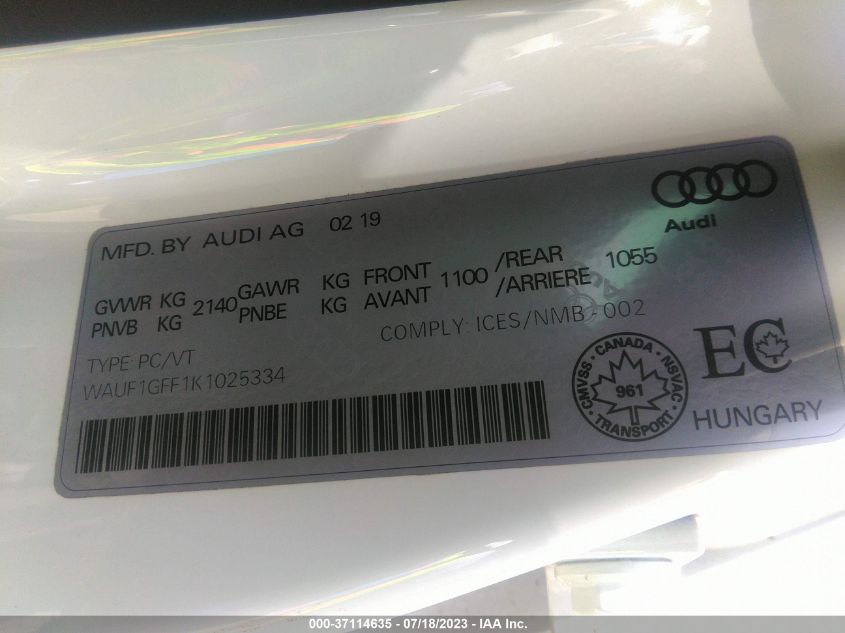 Audi
MFD. BY AUDI AG 02 19
GVWR KG 2140 GAWR KG FRONT 1100 /REAR 1055
PNVB KG PNBE KG AVANT /ARRIERE
COMPLY: ICES/NMB-002
TYPE: PC/VT
WAUF1GFF1K1025334
CANADA
CMVSS 961 NSVAC
TRANSPORT
EC
HUNGARY
000-37114635 - 07/18/2023 - IAA Inc.